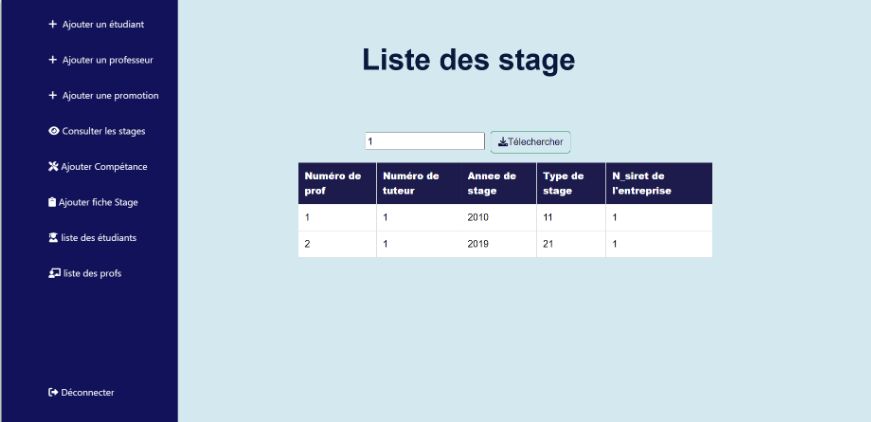 Ajouter un étudiant
Ajouter un professeur
Ajouter une promotion
Consulter les stages
Ajouter Compétance
Ajouter fiche Stage
liste des étudiants
liste des profs
Déconnecter
Liste des stage
1 Télechercher
Numéro de prof Numéro de tuteur Annee de stage Type de stage N_siret de l'entreprise
1 1 2010 11 1
2 1 2019 21 1